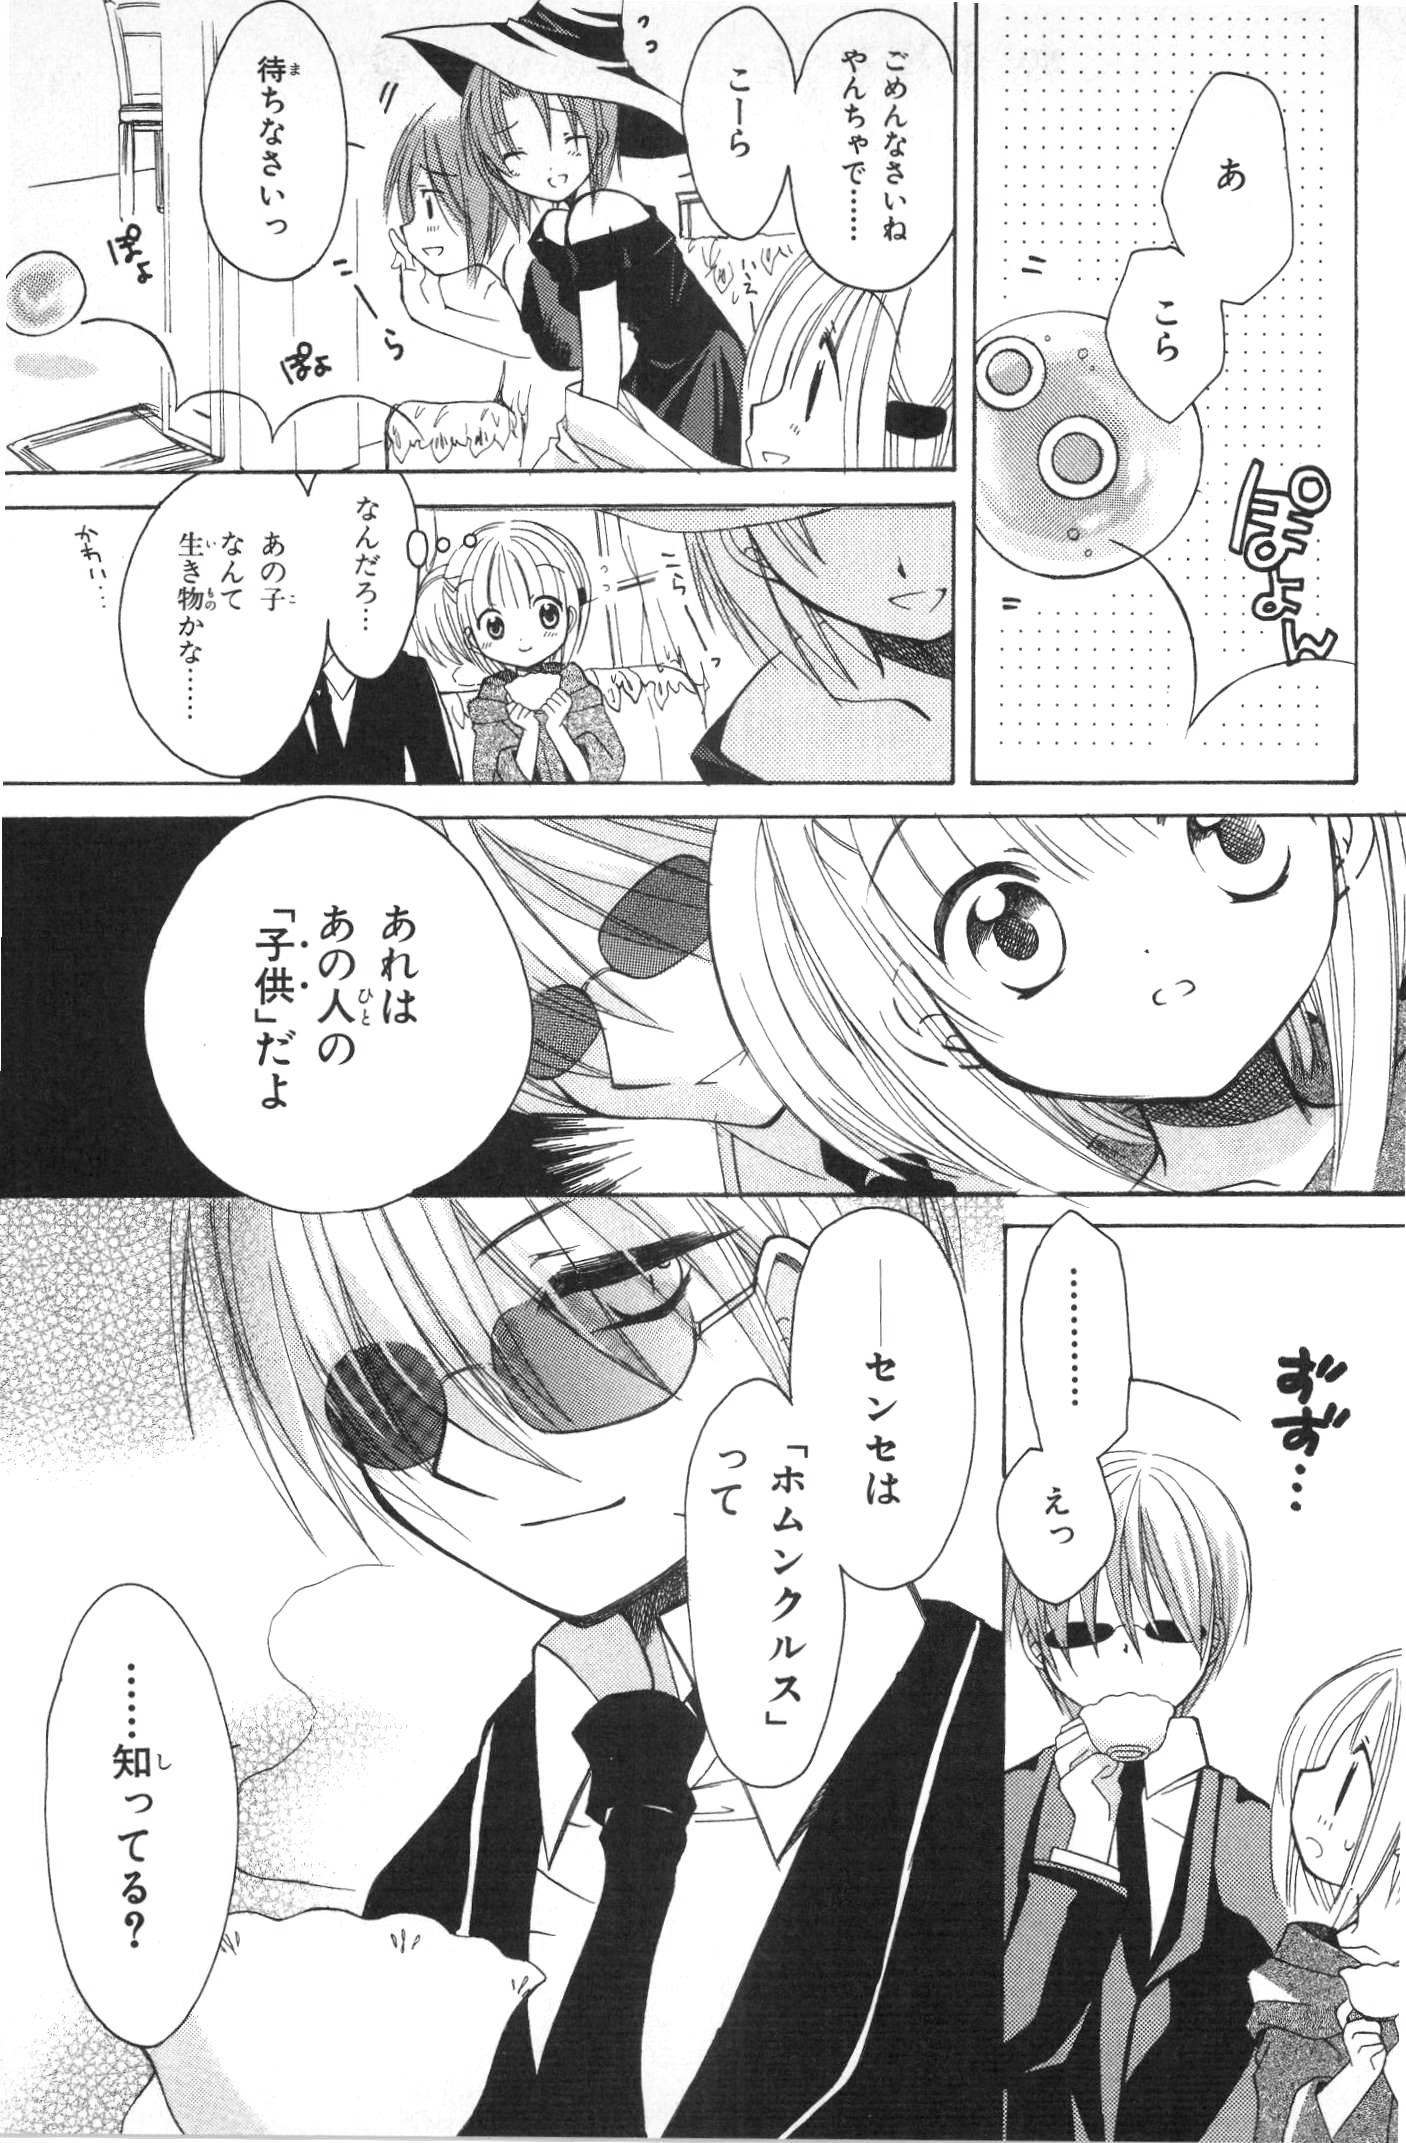 あ
こら
ぽよん
ごめんなさいね
やんちゃで……
こーら
待ちなさいっ
ぽよ
ぽよ
こら
なんだろ…
あの子
なんて
生き物かな……
かわい…
あれは
あの人の
「子供」だよ
…………
えっ
ずず…
――センセは
「ホムンクルス」
って
……知ってる？